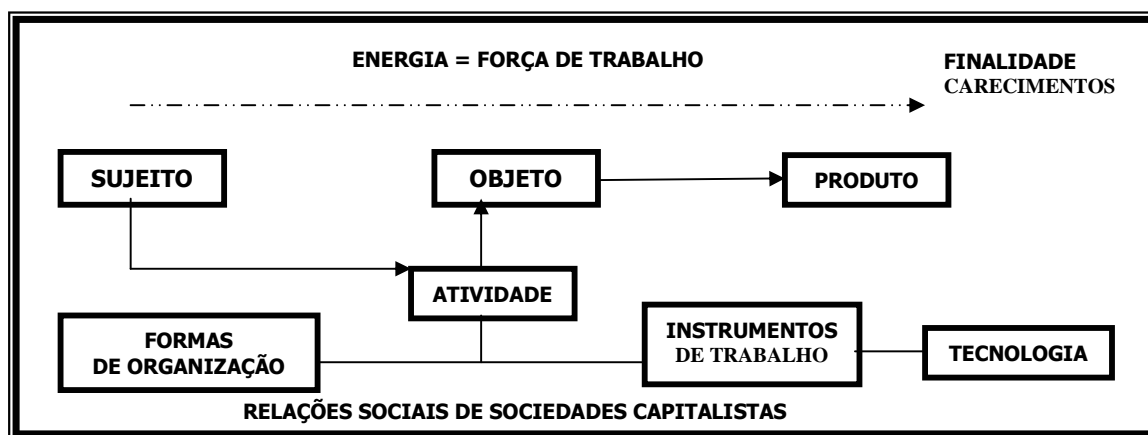 ENERGIA = FORÇA DE TRABALHO
FINALIDADE
CARECIMENTOS
SUJEITO
OBJETO
PRODUTO
ATIVIDADE
FORMAS
DE ORGANIZAÇÃO
INSTRUMENTOS
DE TRABALHO
TECNOLOGIA
RELAÇÕES SOCIAIS DE SOCIEDADES CAPITALISTAS